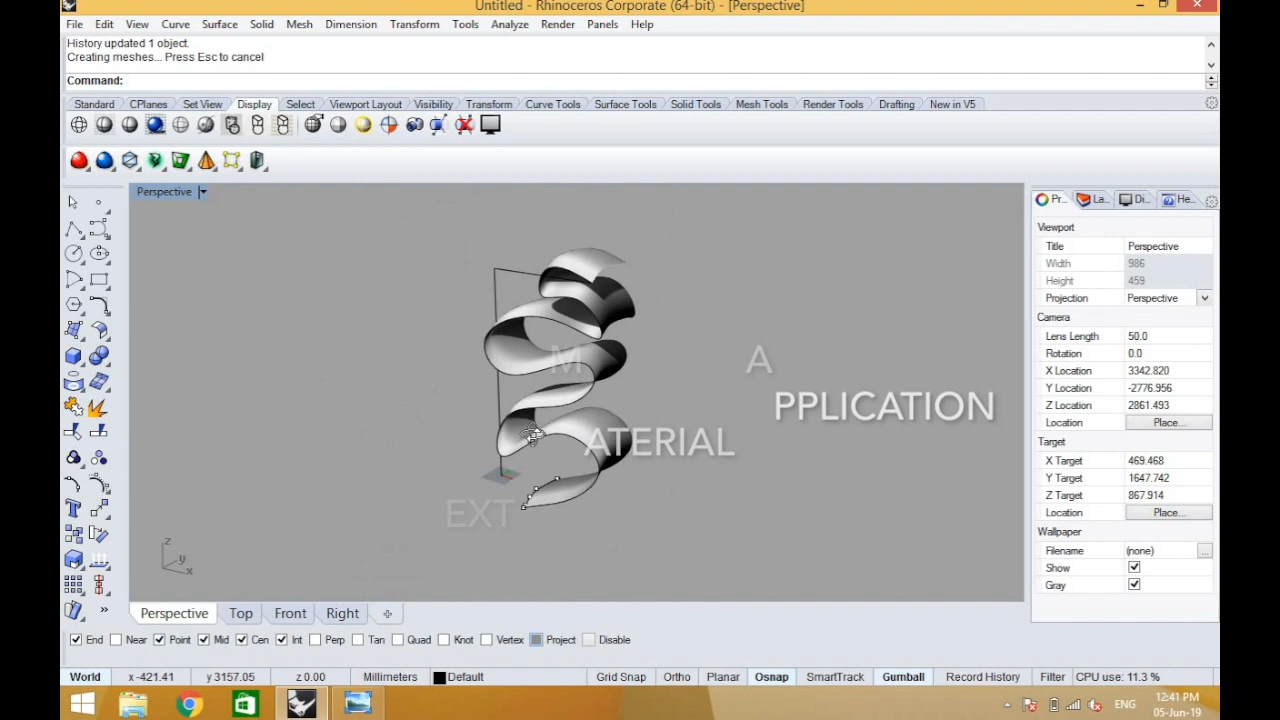 Untitled - Rhinoceros Corporate (64-bit) - [Perspective]
File Edit View Curve Surface Solid Mesh Dimension Transform Tools Analyze Render Panels Help
History updated 1 object.
Creating meshes... Press Esc to cancel
Command:
Standard CPlanes Set View Display Select Viewport Layout Visibility Transform Curve Tools Surface Tools Solid Tools Mesh Tools Render Tools Drafting New in V5
Perspective
Pr... La... Di... He...
Viewport
Title Perspective
Width 986
Height 459
Projection Perspective
Camera
Lens Length 50.0
Rotation 0.0
X Location 3342.820
Y Location -2776.956
Z Location 2861.493
Location Place...
Target
X Target 469.468
Y Target 1647.742
Z Target 867.914
Location Place...
Wallpaper
Filename (none) ...
Show
Gray
M A
PPLICATION
ATERIAL
EXT
z
y
x
Perspective Top Front Right
End Near Point Mid Cen Int Perp Tan Quad Knot Vertex Project Disable
World x -421.41 y 3157.05 z 0.00 Millimeters Default Grid Snap Ortho Planar Osnap SmartTrack Gumball Record History Filter CPU use: 11.3 %
ENG
12:41 PM
05-Jun-19